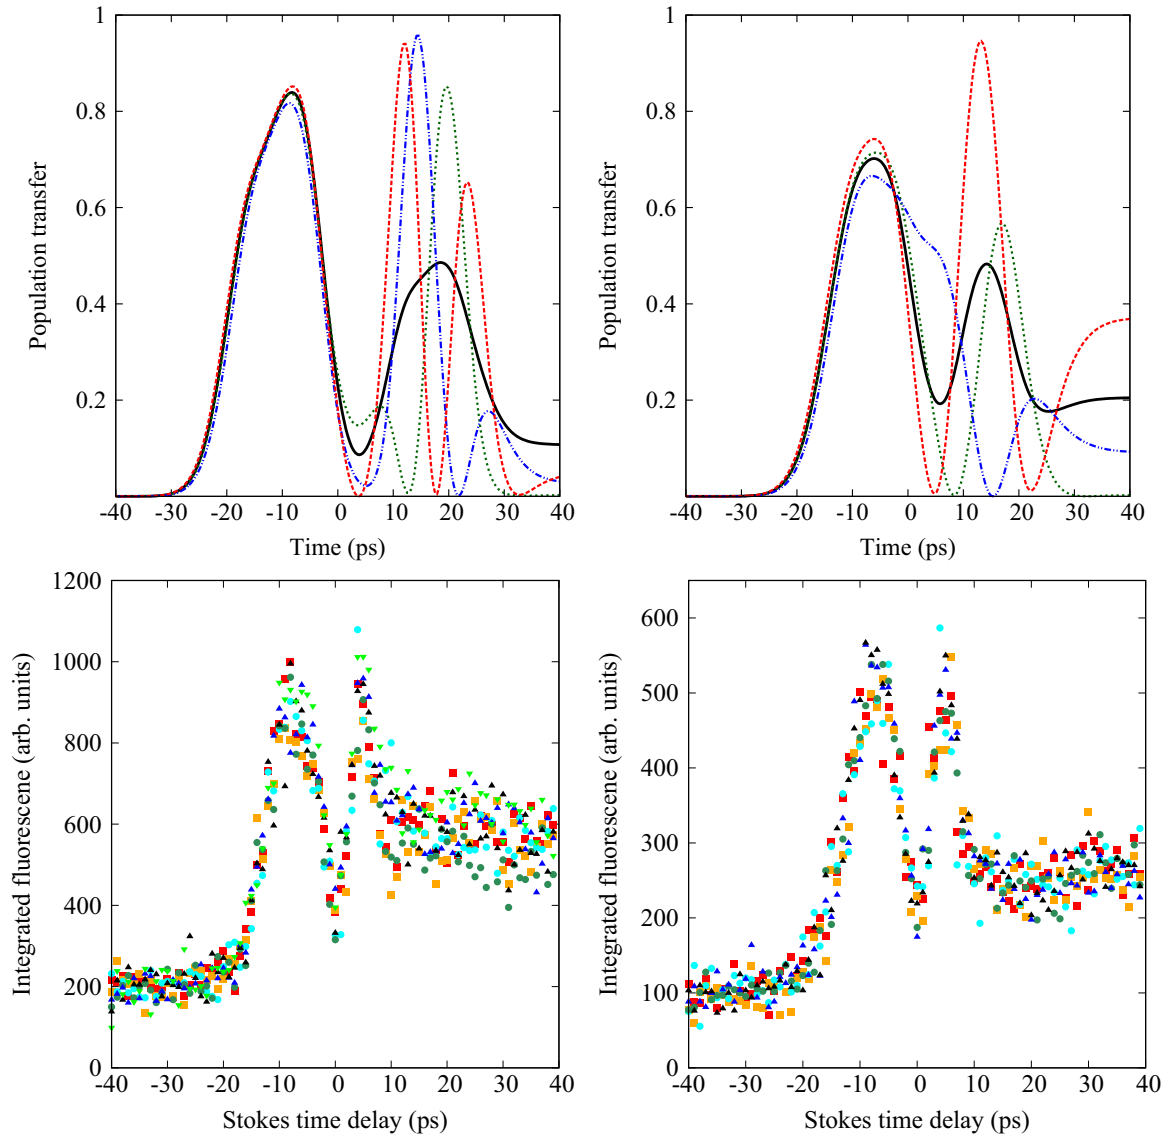 1
0.8
0.6
0.4
0.2
-40 -30 -20 -10 0 10 20 30 40
Population transfer
Time (ps)
1
0.8
0.6
0.4
0.2
-40 -30 -20 -10 0 10 20 30 40
Population transfer
Time (ps)
1200
1000
800
600
400
200
0
-40 -30 -20 -10 0 10 20 30 40
Integrated fluorescene (arb. units)
Stokes time delay (ps)
600
500
400
300
200
100
0
-40 -30 -20 -10 0 10 20 30 40
Integrated fluorescene (arb. units)
Stokes time delay (ps)